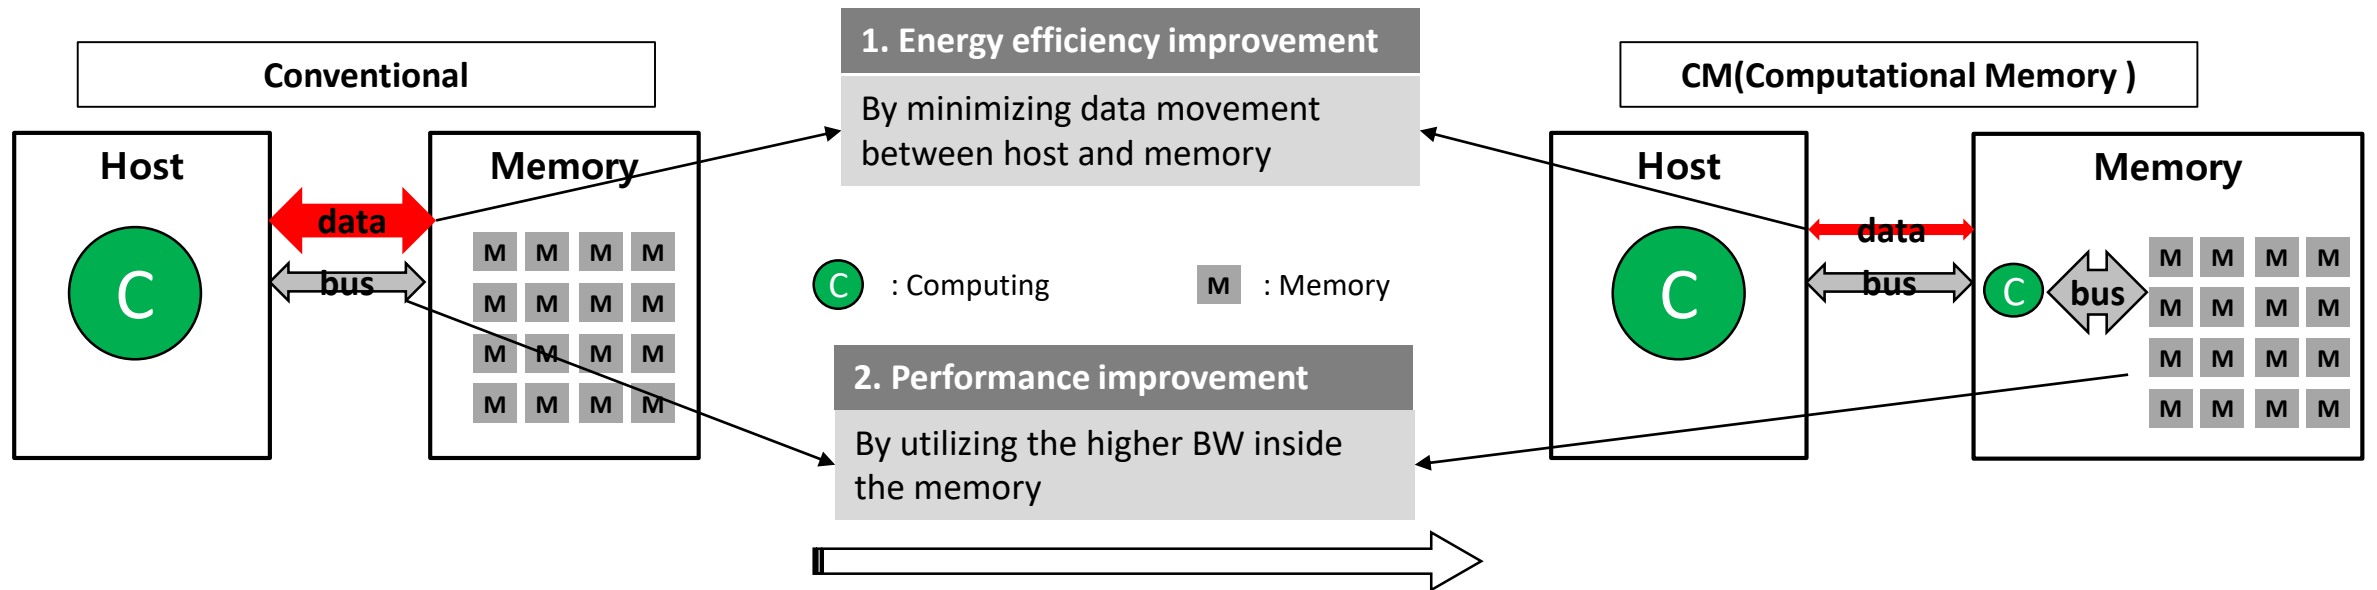 Conventional
Host
Memory
data
bus
C
M M M M
M M M M
M M M M
M M M M
1. Energy efficiency improvement
By minimizing data movement
between host and memory
C : Computing
M : Memory
2. Performance improvement
By utilizing the higher BW inside
the memory
CM(Computational Memory )
Host
Memory
data
bus
C
C
bus
M M M M
M M M M
M M M M
M M M M